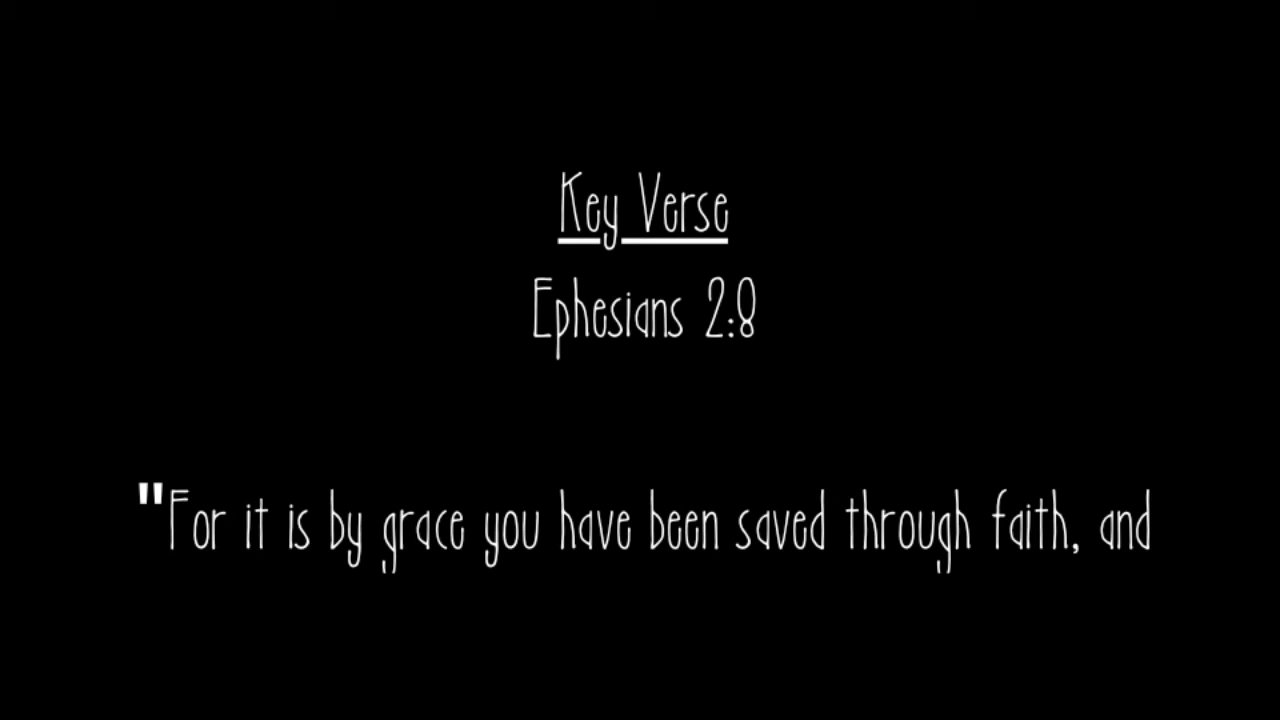 Key Verse
Ephesians 2:8
"For it is by grace you have been saved through faith, and